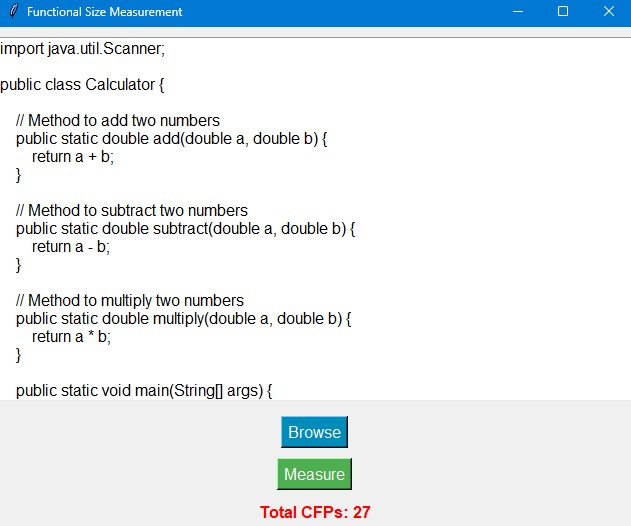 Functional Size Measurement
import java.util.Scanner;
public class Calculator {
// Method to add two numbers
public static double add(double a, double b) {
return a + b;
}
// Method to subtract two numbers
public static double subtract(double a, double b) {
return a - b;
}
// Method to multiply two numbers
public static double multiply(double a, double b) {
return a * b;
}
public static void main(String[] args) {
Browse
Measure
Total CFPs: 27